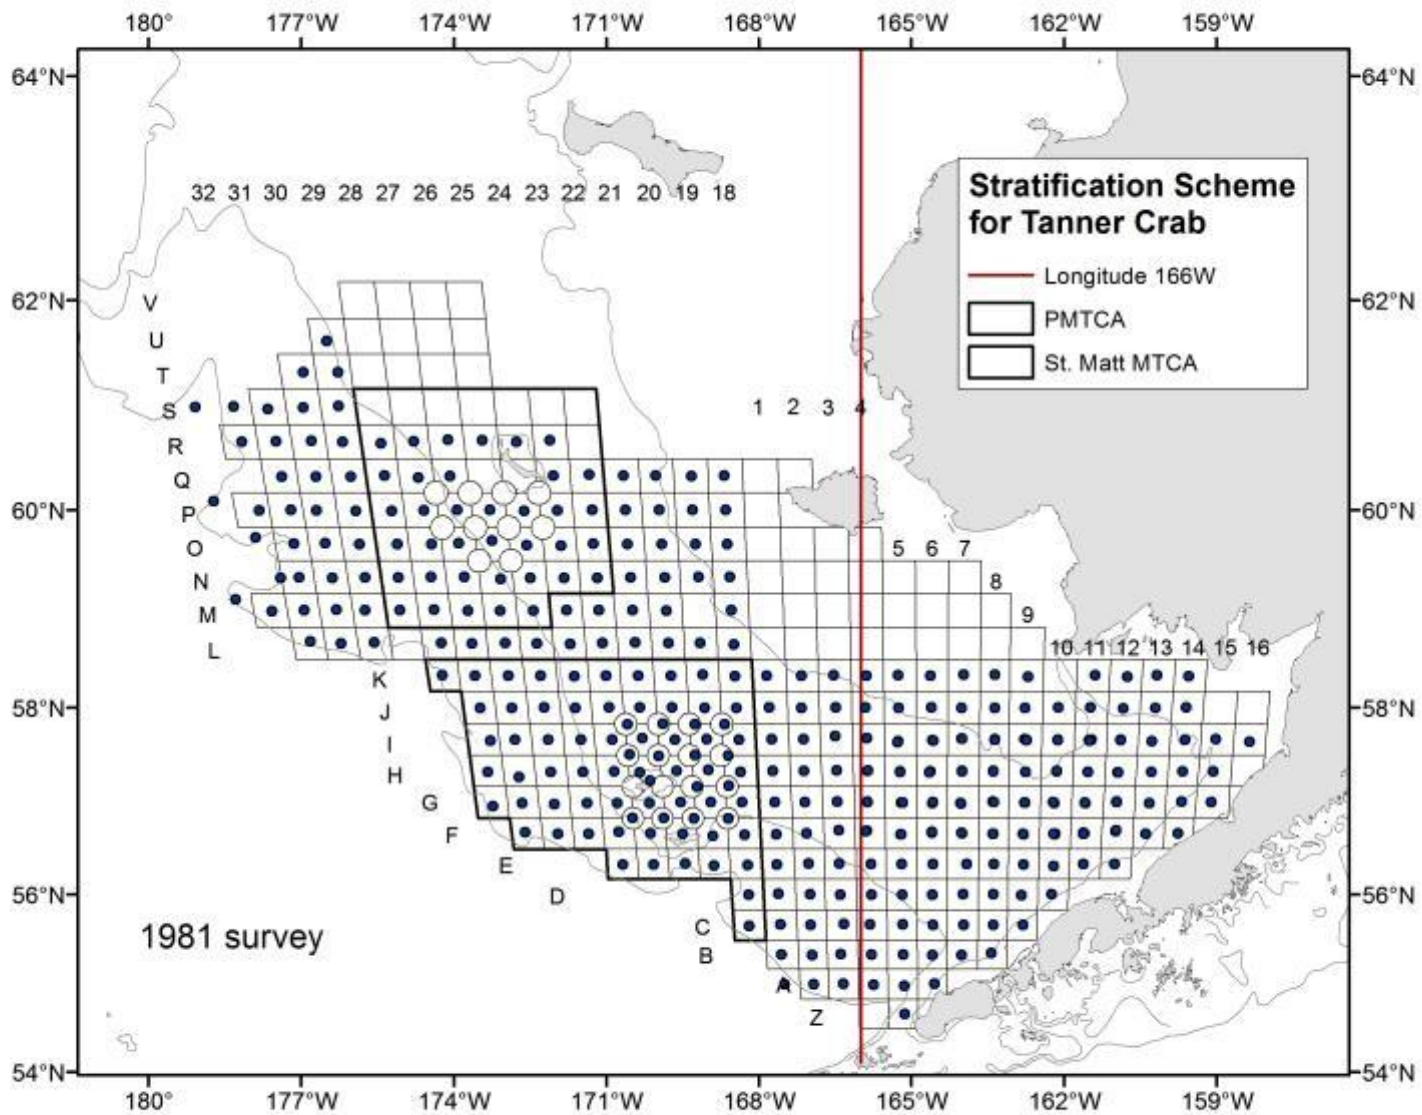 180° 177°W 174°W 171°W 168°W 165°W 162°W 159°W
64°N 64°N
32 31 30 29 28 27 26 25 24 23 22 21 20 19 18
Stratification Scheme
for Tanner Crab
Longitude 166W
PMTCA
St. Matt MTCA
62°N 62°N
V
U
T
S
1 2 3 4
R
Q
60°N 60°N
P
O
5 6 7
N
8
M
9
L
10 11 12 13 14 15 16
K
58°N 58°N
J
I
H
G
F
E
56°N 56°N
D
C
1981 survey
B
A
Z
54°N 54°N
180° 177°W 174°W 171°W 168°W 165°W 162°W 159°W